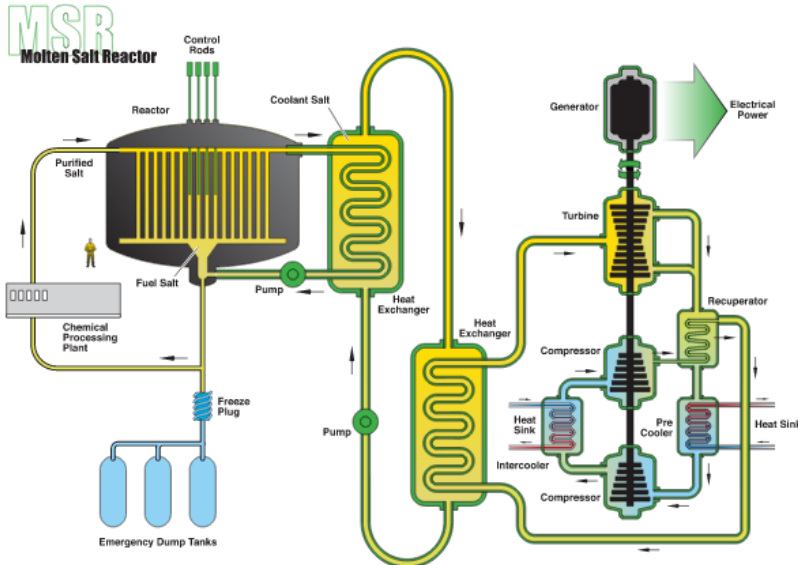 MSR
Molten Salt Reactor
Control
Rods
Reactor
Coolant Salt
Purified
Salt
Fuel Salt
Pump
Heat
Exchanger
Chemical
Processing
Plant
Freeze
Plug
Emergency Dump Tanks
Pump
Heat
Exchanger
Generator
Electrical
Power
Turbine
Recuperator
Compressor
Heat
Sink
Intercooler
Pre
Cooler
Heat Sink
Compressor